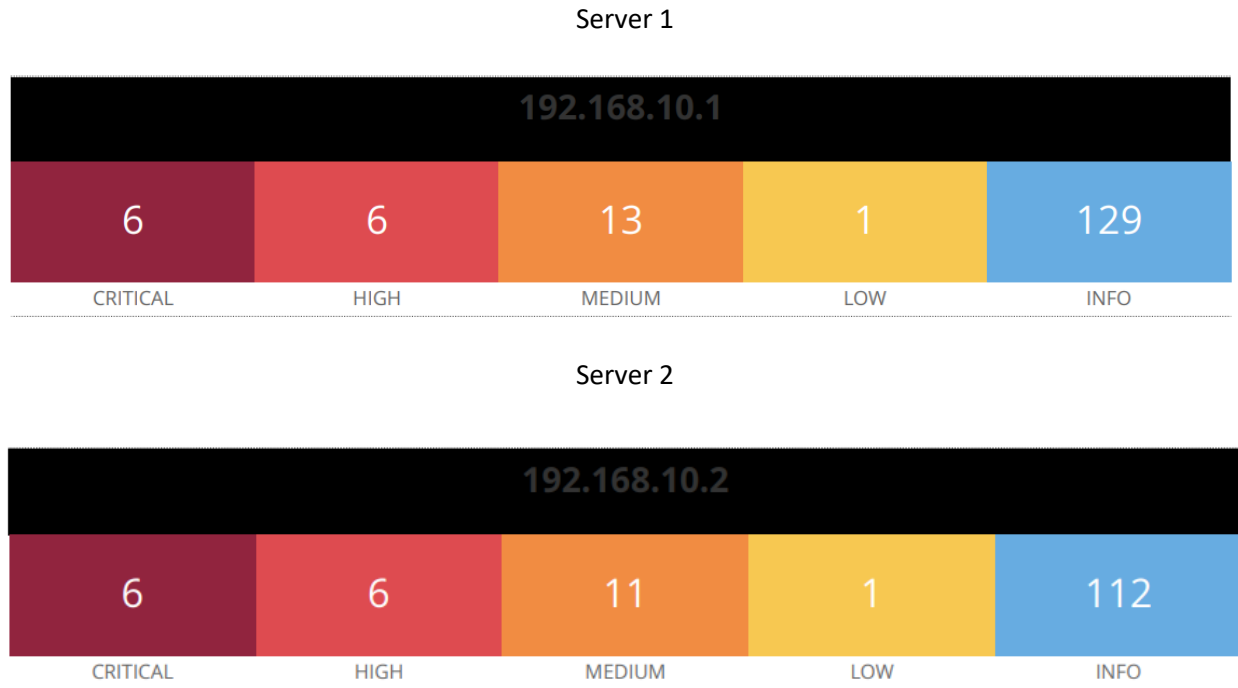 Server 1
192.168.10.1
6 6 13 1 129
CRITICAL HIGH MEDIUM LOW INFO
Server 2
192.168.10.2
6 6 11 1 112
CRITICAL HIGH MEDIUM LOW INFO